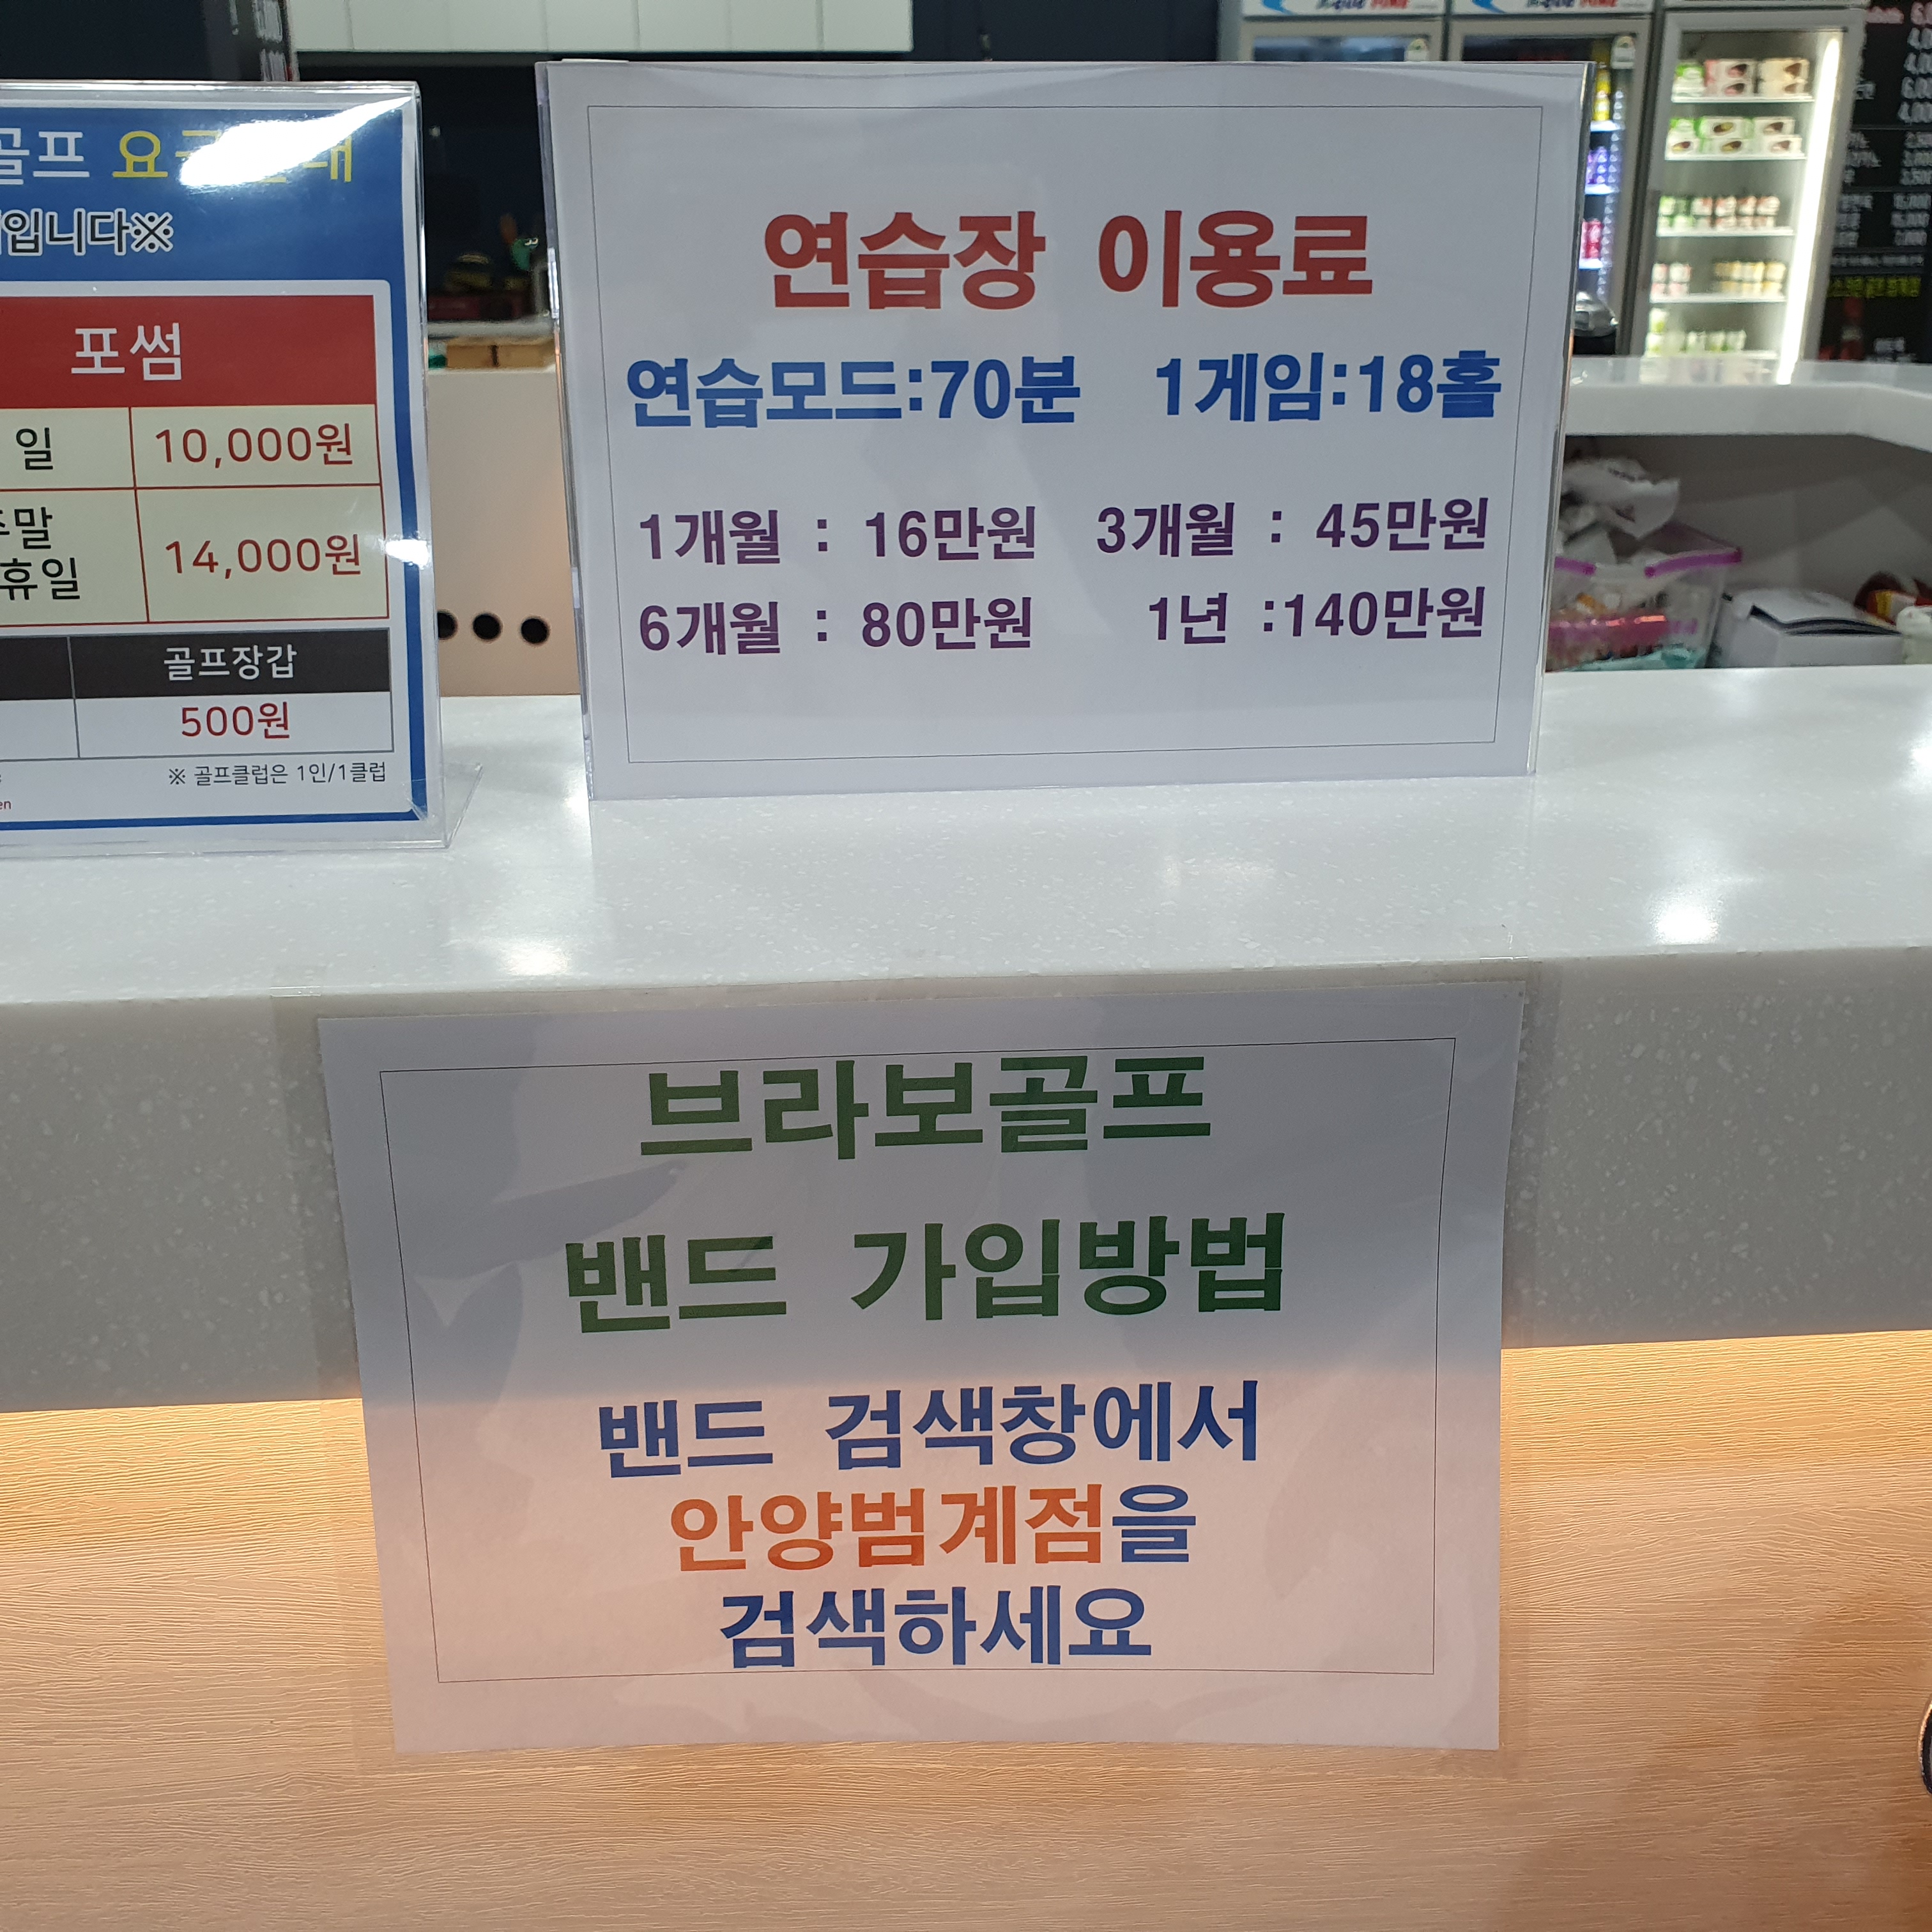 골프 요
입니다※
포썸
일 10,000원
말
휴일 14,000원
골프장갑
500원
※ 골프클럽은 1인/1클럽
연습장 이용료
연습모드:70분 1게임:18홀
1개월 : 16만원 3개월 : 45만원
6개월 : 80만원 1년 :140만원
브라보골프
밴드 가입방법
밴드 검색창에서
안양범계점을
검색하세요